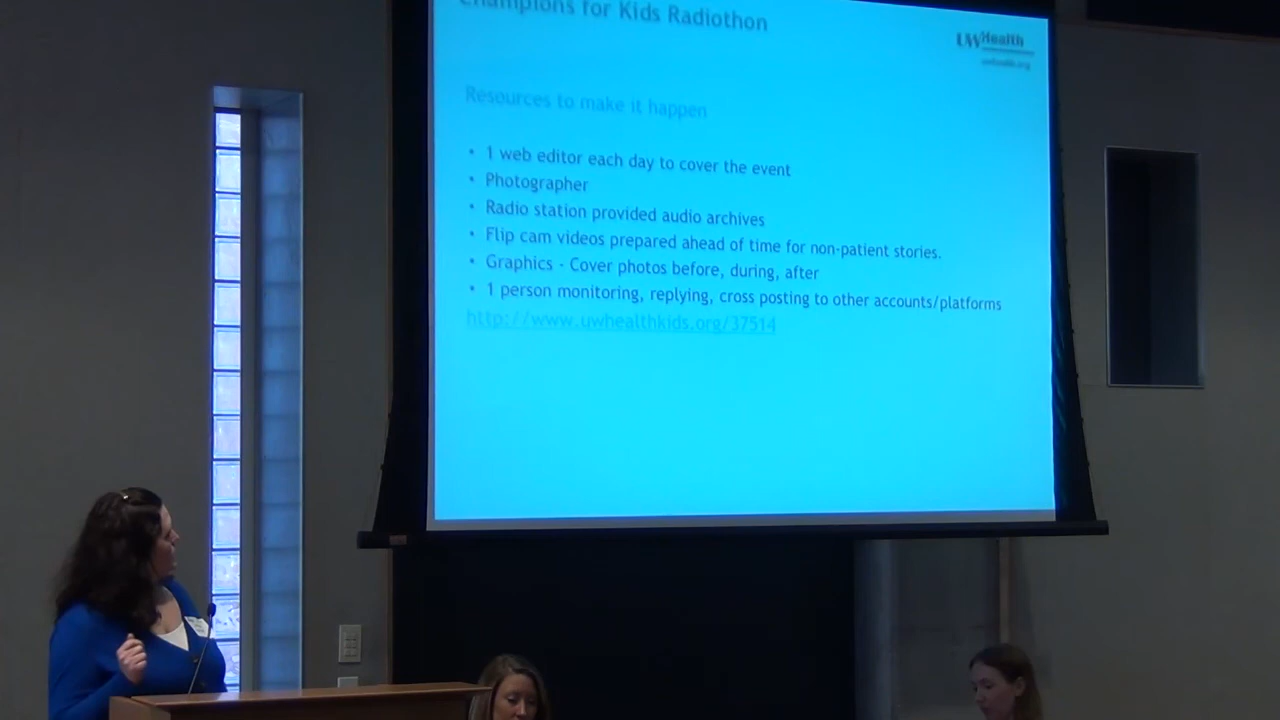 Champions for Kids Radiothon
UWHealth
uwhealth.org
Resources to make it happen
• 1 web editor each day to cover the event
• Photographer
• Radio station provided audio archives
• Flip cam videos prepared ahead of time for non-patient stories.
• Graphics - Cover photos before, during, after
• 1 person monitoring, replying, cross posting to other accounts/platforms
http://www.uwhealthkids.org/37514